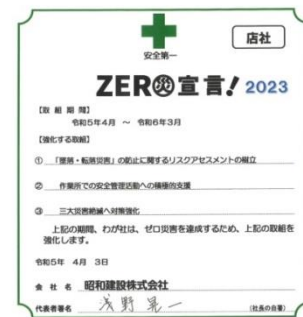 安全第一
店社
ZERO災宣言! 2023
【取組期間】
令和5年4月 ～ 令和6年3月
【強化する取組】
① 「墜落・転落災害」の防止に関するリスクアセスメントの樹立
② 作業所での安全管理活動への積極的支援
③ 三大災害絶滅へ対策強化
上記の期間、わが社は、ゼロ災害を達成するため、上記の取組を
強化します。
令和5年 4月 3日
会社名 昭和建設株式会社
代表者署名 浅野晃一 (社長の自署)